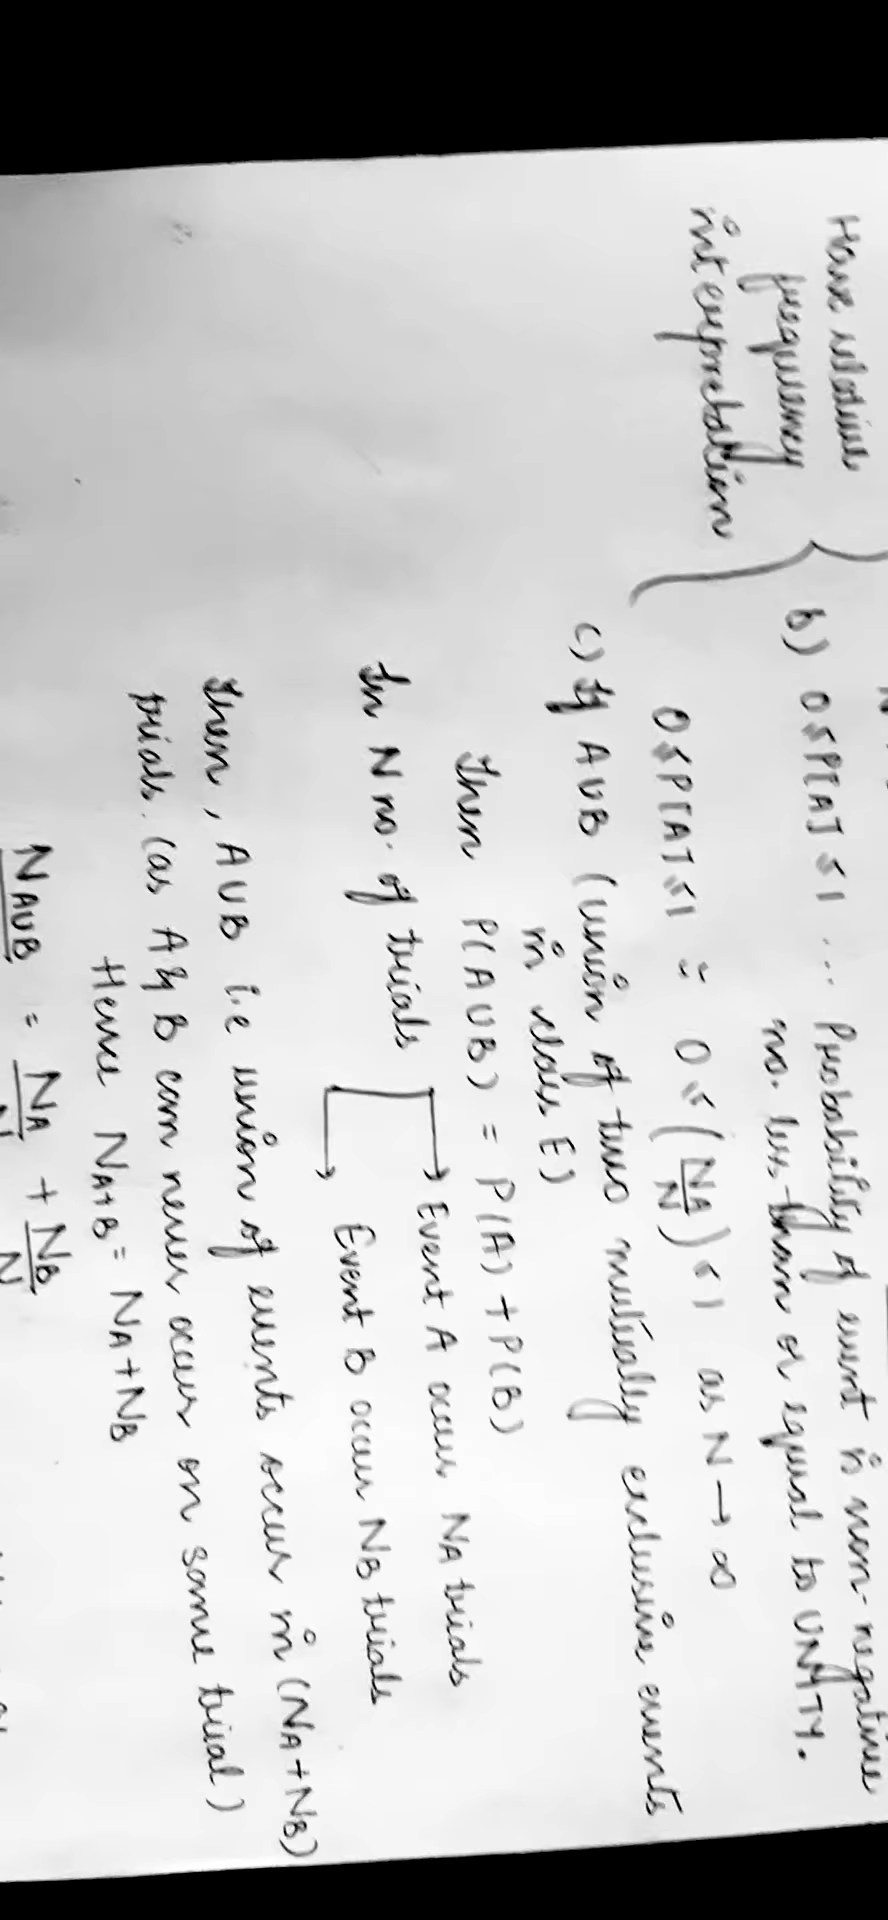 Have relative
frequency
interpretation
b) 0 ≤ P[A] ≤ 1 ... Probability of event is non-negative
no. less than or equal to UNITY.
0 ≤ P[A] ≤ 1 = 0 ≤ (NA/N) < 1 as N → ∞
c) If A∪B (union of two mutually exclusive events
in class E)
Then P(A∪B) = P(A) + P(B)
In N no. of trials → Event A occur NA trials
→ Event B occur NB trials
Then, A∪B i.e union of events occur in (NA+NB)
trials. (as A & B can never occur on same trial)
Hence NA+B = NA+NB
NA∪B = NA/N + NB/N